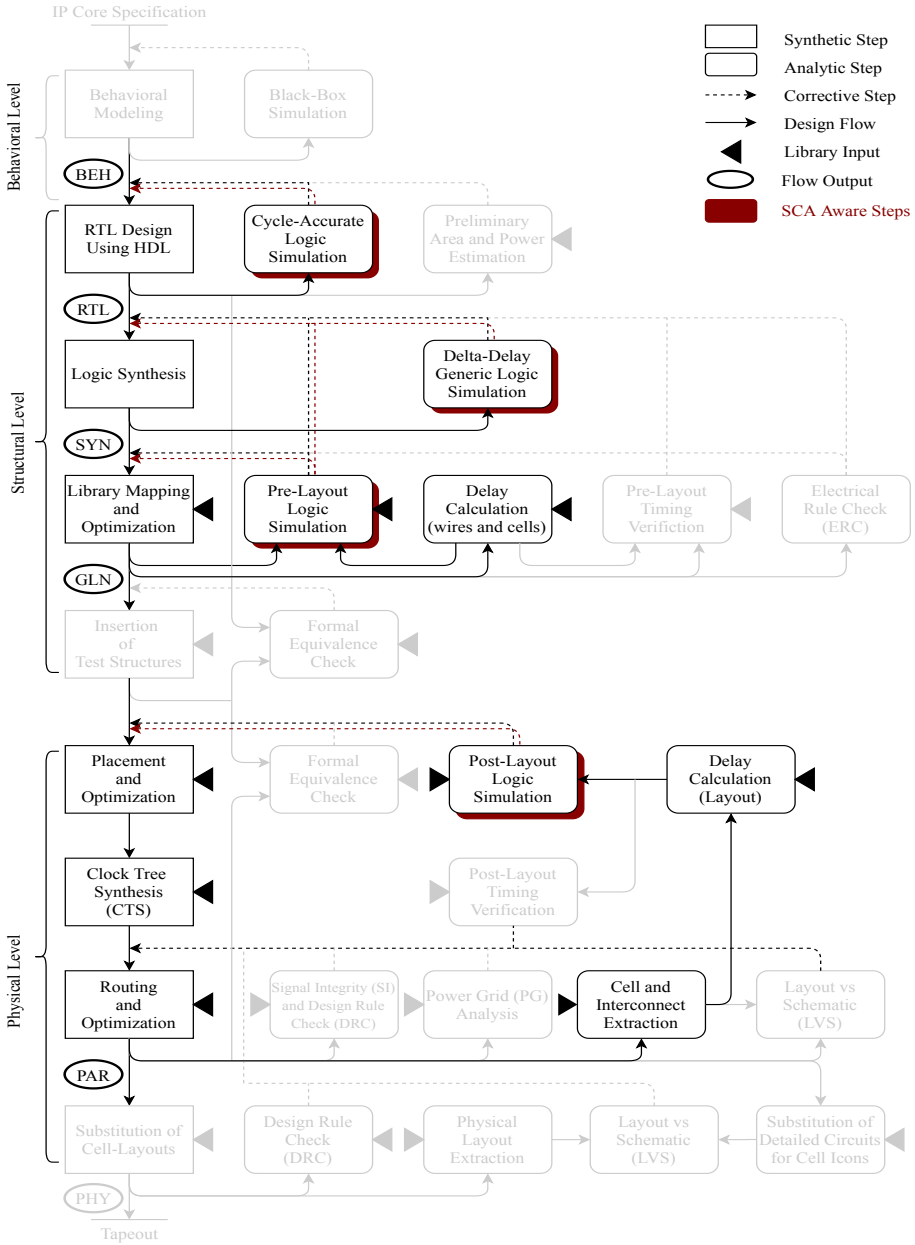 IP Core Specification
Behavioral Level
Behavioral
Modeling
Black-Box
Simulation
Synthetic Step
Analytic Step
Corrective Step
Design Flow
Library Input
Flow Output
SCA Aware Steps
BEH
Structural Level
RTL Design
Using HDL
Cycle-Accurate
Logic
Simulation
Preliminary
Area and Power
Estimation
RTL
Logic Synthesis
Delta-Delay
Generic Logic
Simulation
SYN
Library Mapping
and
Optimization
Pre-Layout
Logic
Simulation
Delay
Calculation
(wires and cells)
Pre-Layout
Timing
Verifiction
Electrical
Rule Check
(ERC)
GLN
Insertion
of
Test Structures
Formal
Equivalence
Check
Physical Level
Placement
and
Optimization
Formal
Equivalence
Check
Post-Layout
Logic
Simulation
Delay
Calculation
(Layout)
Clock Tree
Synthesis
(CTS)
Post-Layout
Timing
Verification
Routing
and
Optimization
Signal Integrity (SI)
and Design Rule
Check (DRC)
Power Grid (PG)
Analysis
Cell and
Interconnect
Extraction
Layout vs
Schematic
(LVS)
PAR
Substitution of
Cell-Layouts
Design Rule
Check
(DRC)
Physical
Layout
Extraction
Layout vs
Schematic
(LVS)
Substitution of
Detailed Circuits
for Cell Icons
PHY
Tapeout